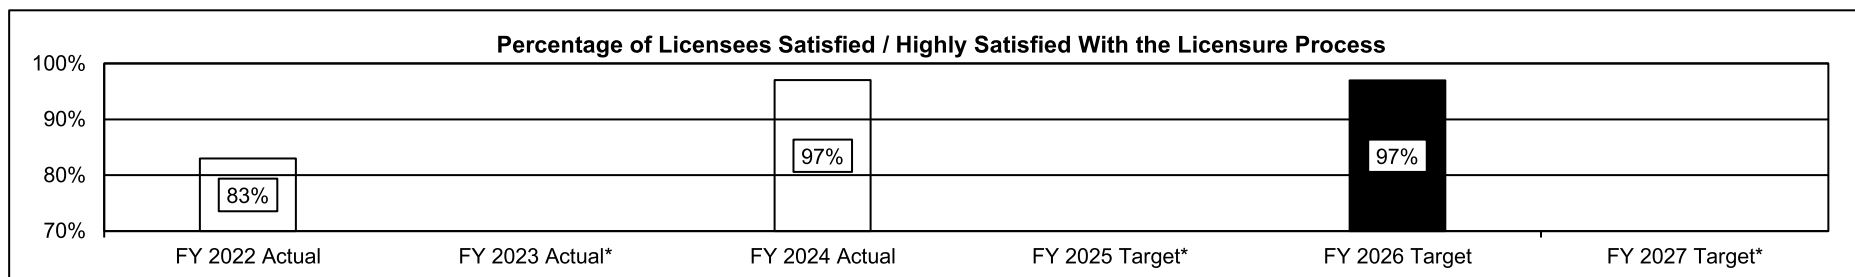 Percentage of Licensees Satisfied / Highly Satisfied With the Licensure Process
100%
90%
80%
70%
83%
97%
97%
FY 2022 Actual
FY 2023 Actual*
FY 2024 Actual
FY 2025 Target*
FY 2026 Target
FY 2027 Target*